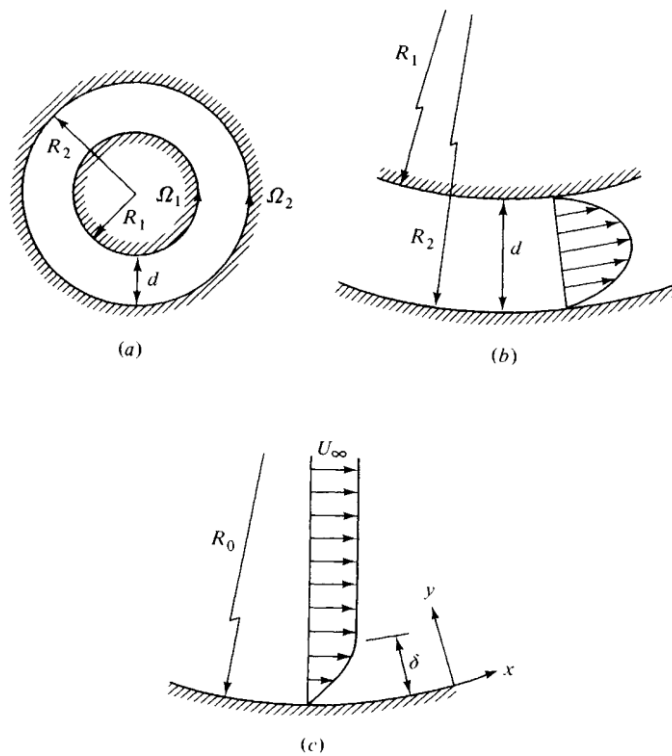 R₂
Ω₁
R₁
Ω₂
d
(a)
R₁
R₂
d
(b)
U∞
R₀
y
δ
x
(c)